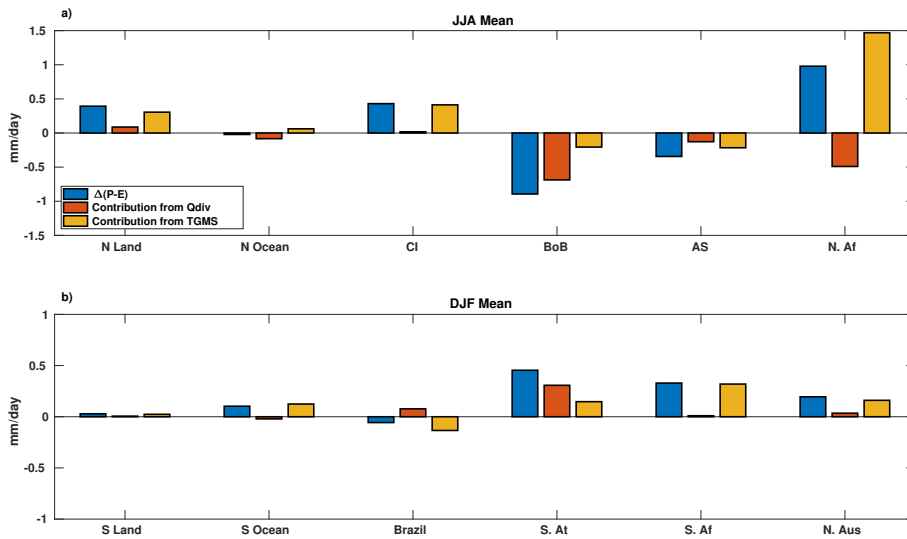 a)
JJA Mean
1.5
1
0.5
0
-0.5
-1
-1.5
mm/day
Δ(P-E)
Contribution from Qdiv
Contribution from TGMS
N Land N Ocean CI BoB AS N. Af
b)
DJF Mean
1
0.5
0
-0.5
-1
mm/day
S Land S Ocean Brazil S. At S. Af N. Aus